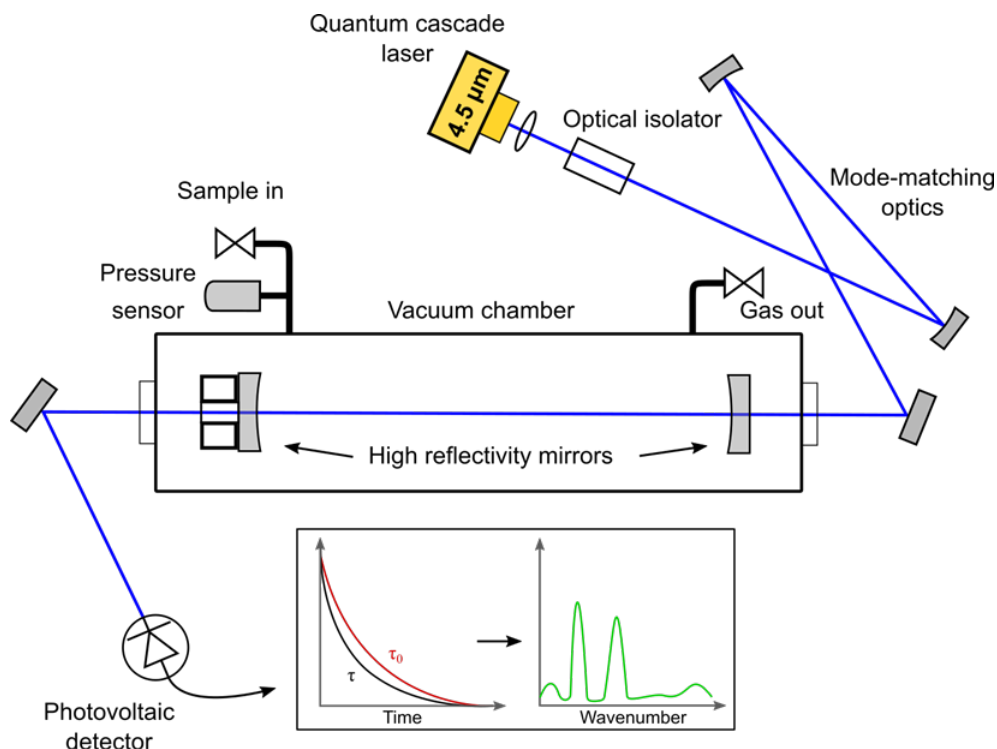 Quantum cascade
laser
4.5 µm
Optical isolator
Mode-matching
optics
Sample in
Pressure
sensor
Vacuum chamber
Gas out
High reflectivity mirrors
τ₀
τ
Time
Wavenumber
Photovoltaic
detector